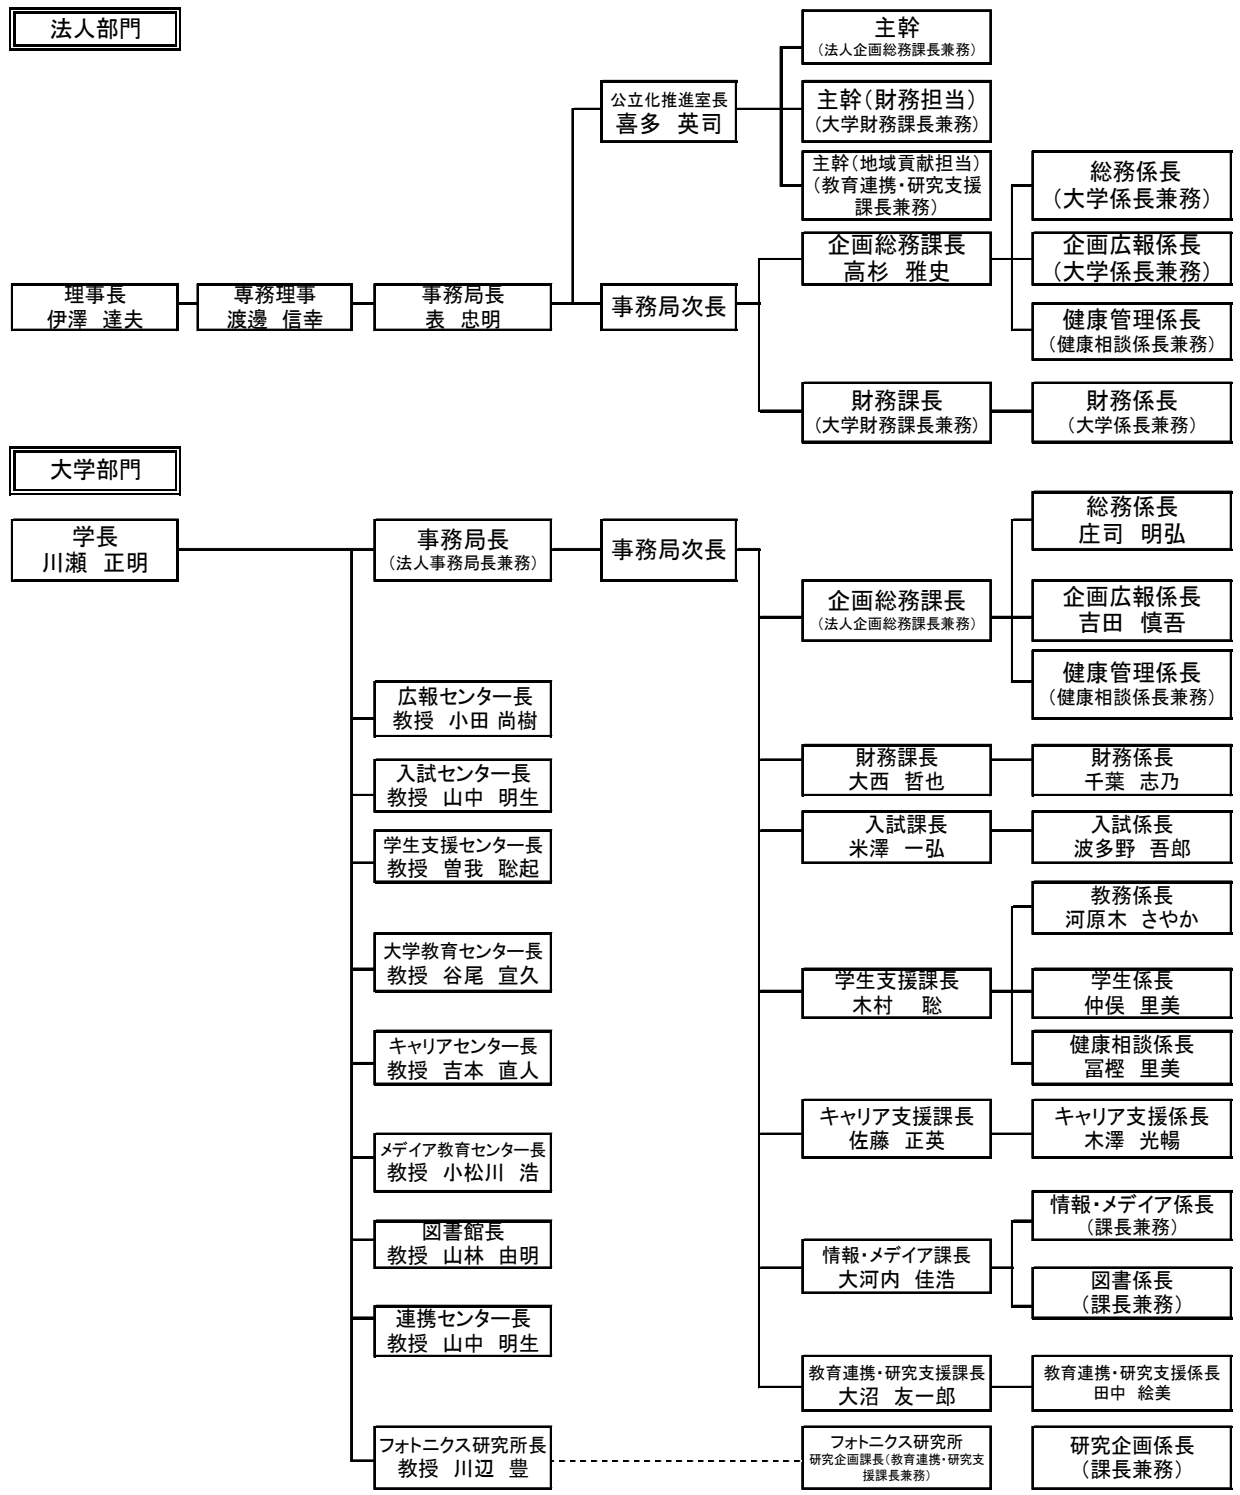 法人部門
主幹
（法人企画総務課長兼務）
公立化推進室長
喜多 英司
主幹（財務担当）
（大学財務課長兼務）
主幹（地域貢献担当）
（教育連携・研究支援
課長兼務）
総務係長
（大学係長兼務）
企画総務課長
高杉 雅史
企画広報係長
（大学係長兼務）
理事長
伊澤 達夫
専務理事
渡邊 信幸
事務局長
表 忠明
事務局次長
健康管理係長
（健康相談係長兼務）
財務課長
（大学財務課長兼務）
財務係長
（大学係長兼務）
大学部門
学長
川瀬 正明
事務局長
（法人事務局長兼務）
事務局次長
総務係長
庄司 明弘
企画総務課長
（法人企画総務課長兼務）
企画広報係長
吉田 慎吾
健康管理係長
（健康相談係長兼務）
広報センター長
教授 小田 尚樹
財務課長
大西 哲也
財務係長
千葉 志乃
入試センター長
教授 山中 明生
入試課長
米澤 一弘
入試係長
波多野 吾郎
学生支援センター長
教授 曽我 聡起
教務係長
河原木 さやか
大学教育センター長
教授 谷尾 宣久
学生支援課長
木村 聡
学生係長
仲俣 里美
キャリアセンター長
教授 吉本 直人
健康相談係長
冨樫 里美
キャリア支援課長
佐藤 正英
キャリア支援係長
木澤 光暢
メデイア教育センター長
教授 小松川 浩
情報・メデイア係長
（課長兼務）
図書館長
教授 山林 由明
情報・メデイア課長
大河内 佳浩
図書係長
（課長兼務）
連携センター長
教授 山中 明生
教育連携・研究支援課長
大沼 友一郎
教育連携・研究支援係長
田中 絵美
フォトニクス研究所長
教授 川辺 豊
フォトニクス研究所
研究企画課長（教育連携・研究支
援課長兼務）
研究企画係長
（課長兼務）